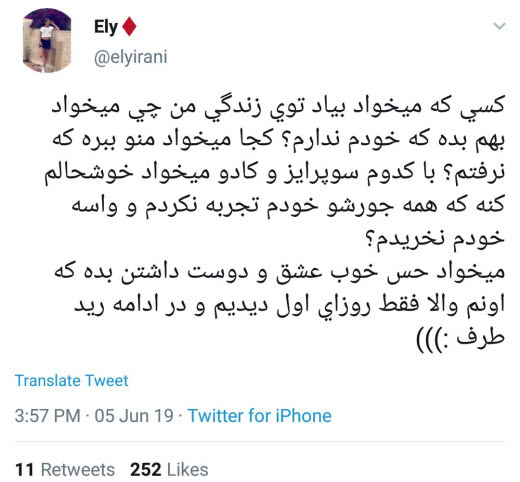 Ely♦
@elyirani
كسي كه ميخواد بياد توي زندگي من چي ميخواد
بهم بده كه خودم ندارم؟ كجا ميخواد منو ببره كه
نرفتم؟ با كدوم سوپرايز و كادو ميخواد خوشحالم
كنه كه همه جورشو خودم تجربه نكردم و واسه
خودم نخريدم؟
ميخواد حس خوب عشق و دوست داشتن بده كه
اونم والا فقط روزاي اول ديديم و در ادامه ريد
طرف :)))
Translate Tweet
3:57 PM · 05 Jun 19 · Twitter for iPhone
11 Retweets 252 Likes